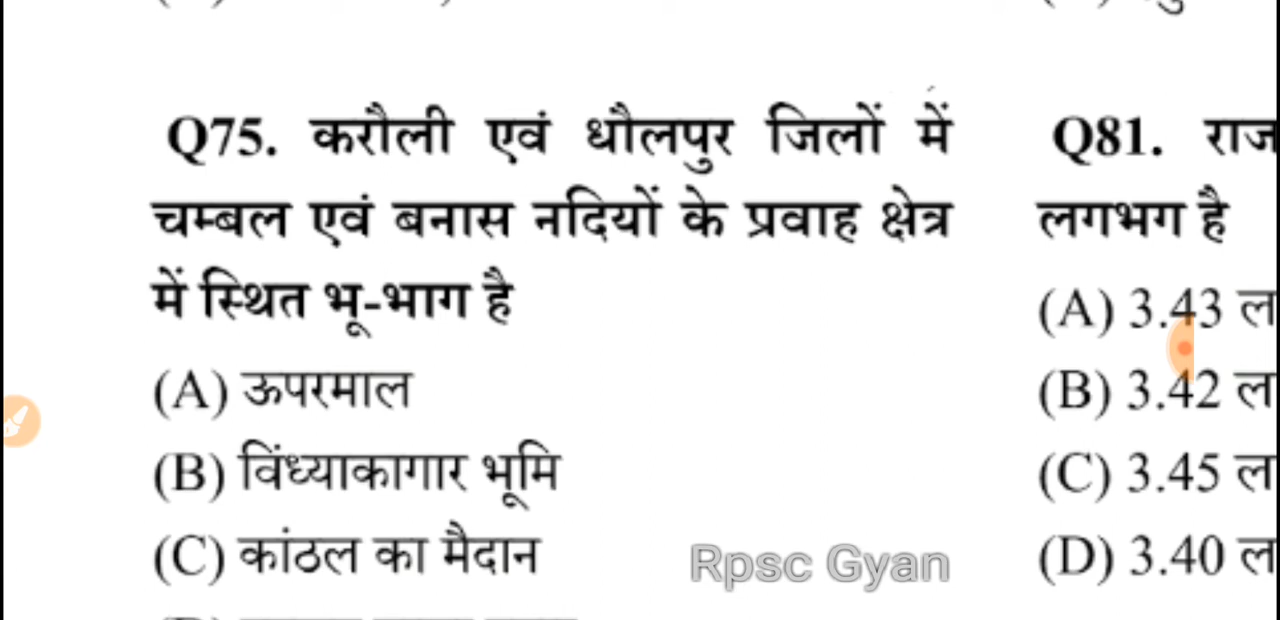 Q75. करौली एवं धौलपुर जिलों में
चम्बल एवं बनास नदियों के प्रवाह क्षेत्र
में स्थित भू-भाग है
(A) ऊपरमाल
(B) विंध्याकागार भूमि
(C) कांठल का मैदान
Rpsc Gyan
Q81. राज
लगभग है
(A) 3.43 ल
(B) 3.42 ल
(C) 3.45 ल
(D) 3.40 ल